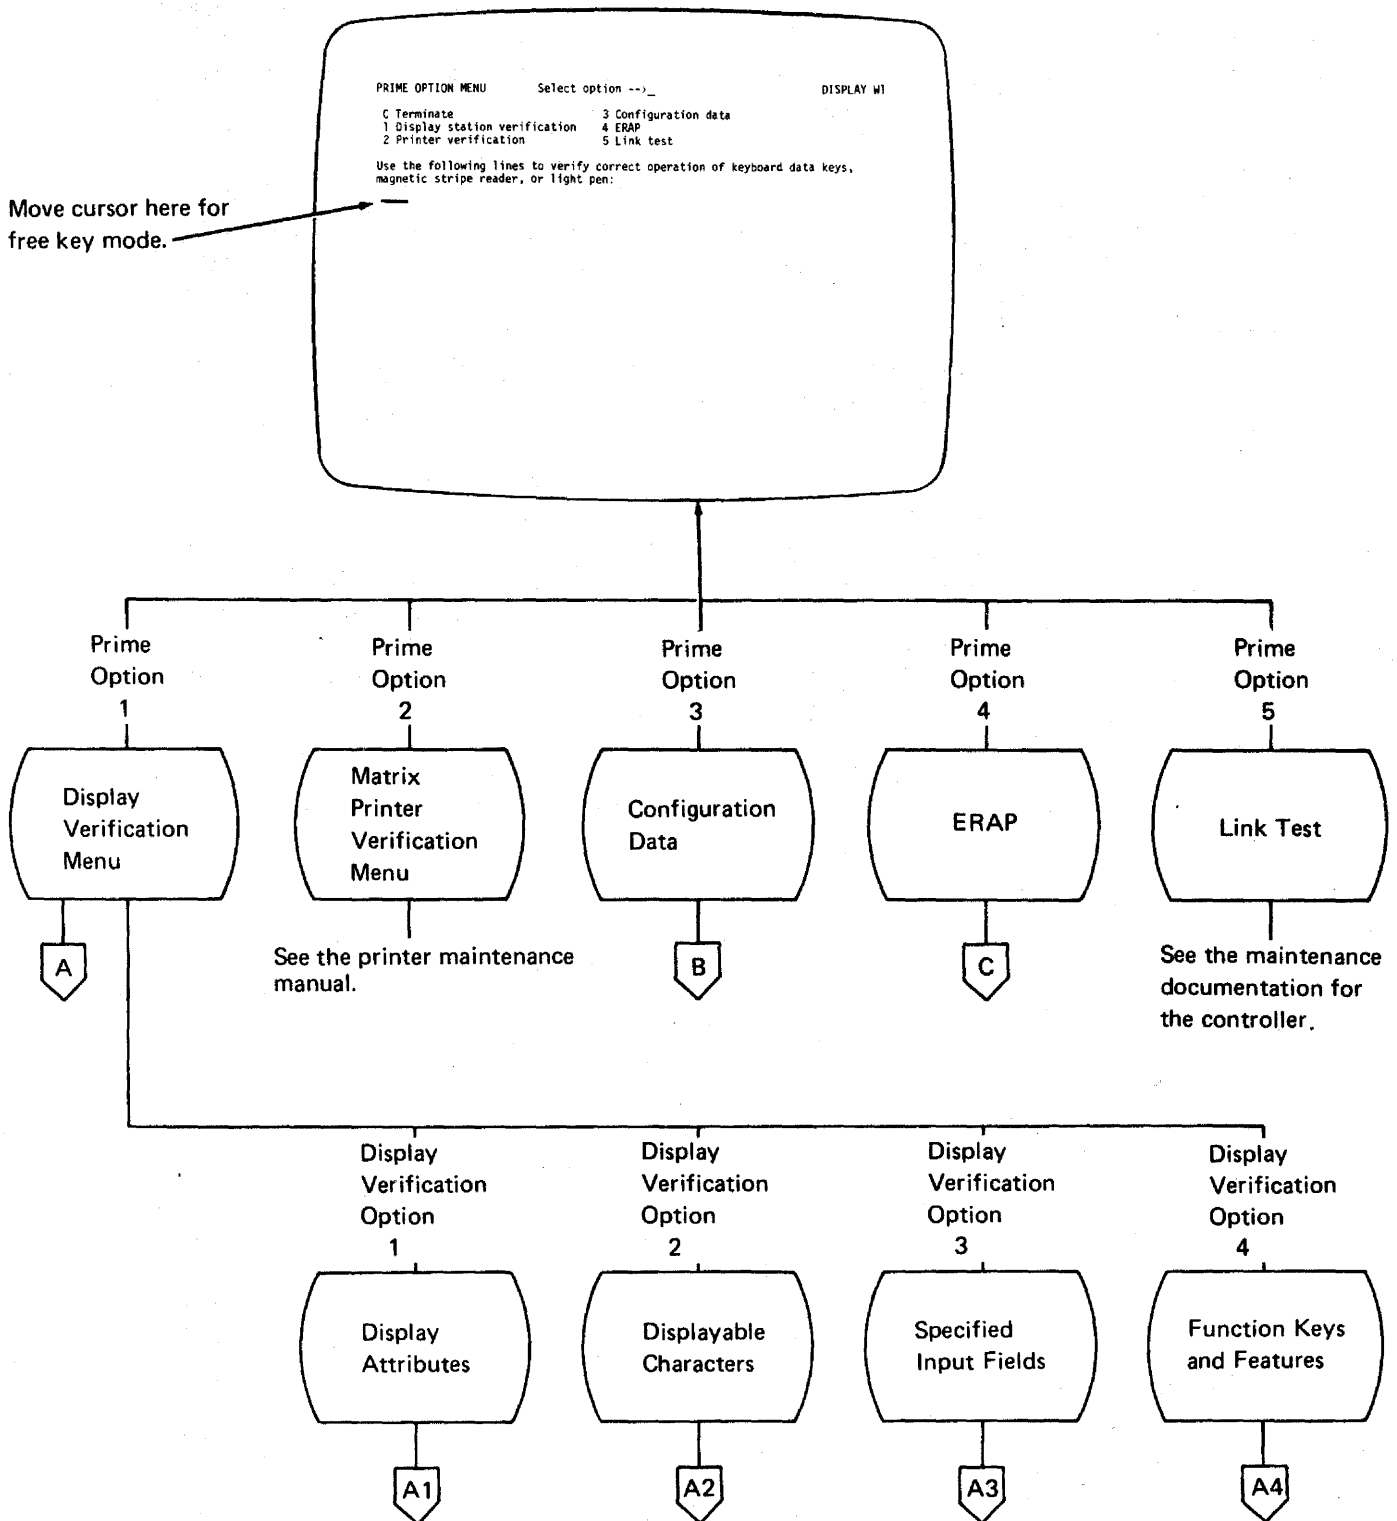 PRIME OPTION MENU Select option -->_ DISPLAY W1
C Terminate 3 Configuration data
1 Display station verification 4 ERAP
2 Printer verification 5 Link test
Use the following lines to verify correct operation of keyboard data keys,
magnetic stripe reader, or light pen:
Move cursor here for
free key mode.
Prime
Option
1
Prime
Option
2
Prime
Option
3
Prime
Option
4
Prime
Option
5
Display
Verification
Menu
Matrix
Printer
Verification
Menu
Configuration
Data
ERAP
Link Test
A
See the printer maintenance
manual.
B
C
See the maintenance
documentation for
the controller.
Display
Verification
Option
1
Display
Verification
Option
2
Display
Verification
Option
3
Display
Verification
Option
4
Display
Attributes
Displayable
Characters
Specified
Input Fields
Function Keys
and Features
A1
A2
A3
A4